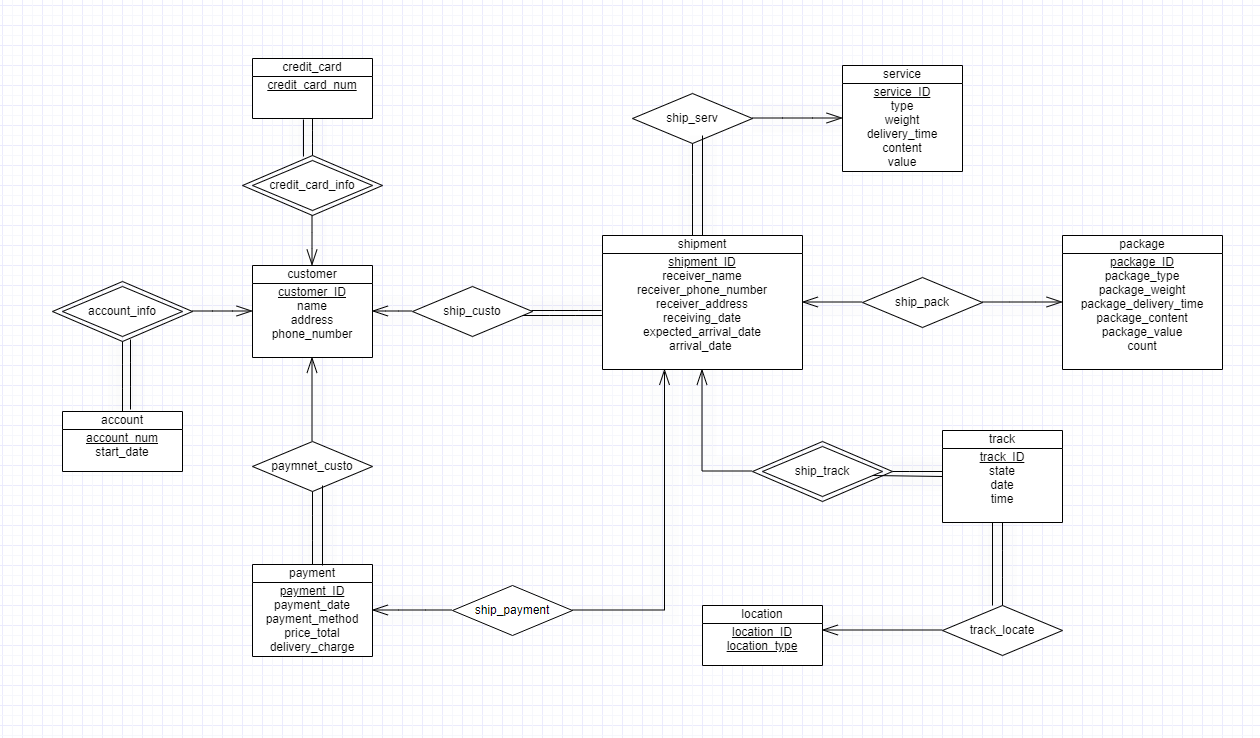 credit_card
credit_card_num
credit_card_info
customer
customer_ID
name
address
phone_number
account_info
account
account_num
start_date
paymnet_custo
payment
payment_ID
payment_date
payment_method
price_total
delivery_charge
ship_custo
ship_payment
ship_serv
service
service_ID
type
weight
delivery_time
content
value
shipment
shipment_ID
receiver_name
receiver_phone_number
receiver_address
receiving_date
expected_arrival_date
arrival_date
ship_pack
package
package_ID
package_type
package_weight
package_delivery_time
package_content
package_value
count
ship_track
track
track_ID
state
date
time
track_locate
location
location_ID
location_type